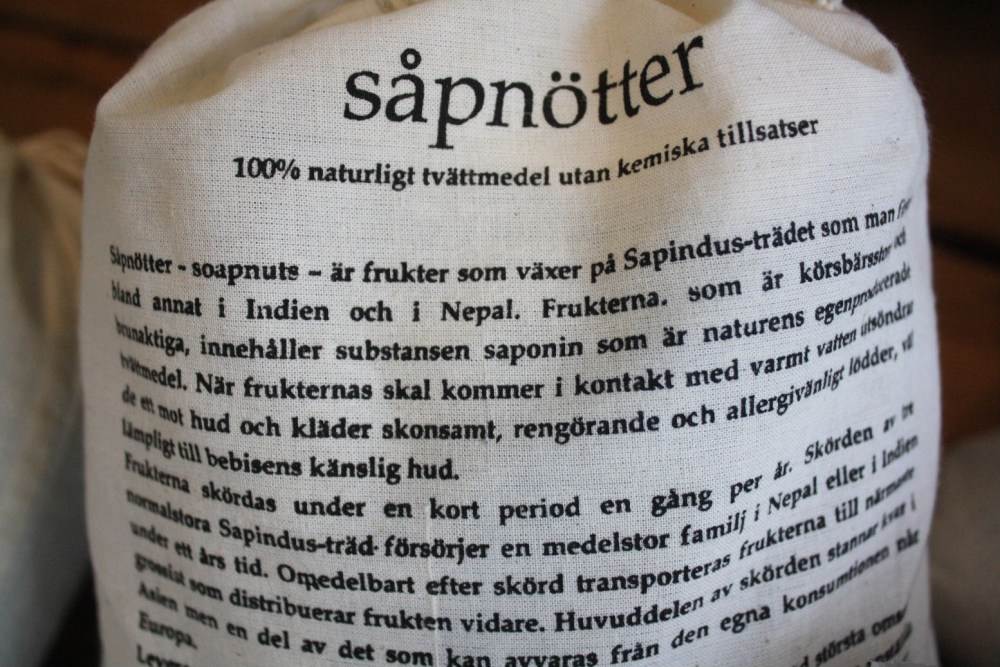 såpnötter
100% naturligt tvättmedel utan kemiska tillsatser
Såpnötter - soapnuts - är frukter som växer på Sapindus-trädet som man
bland annat i Indien och i Nepal. Frukterna. som är körsbärsstor och
brunaktiga, innehåller substansen saponin som är naturens egenproducerade
tvättmedel. När frukternas skal kommer i kontakt med varmt vatten utsöndrar
de ett mot hud och kläder skonsamt, rengörande och allergivänligt lödder,
lämpligt till bebisens känslig hud.
Frukterna skördas under en kort period en gång per år. Skörden av tre
normalstora Sapindus-träd försörjer en medelstor familj i Nepal eller i Indien
under ett års tid. Omedelbart efter skörd transporteras frukterna till närmaste
grossist som distribuerar frukten vidare. Huvuddelen av skörden stannar kvar i
Asien men en del av det som kan avvaras från den egna konsumtionen når
Europa.
största